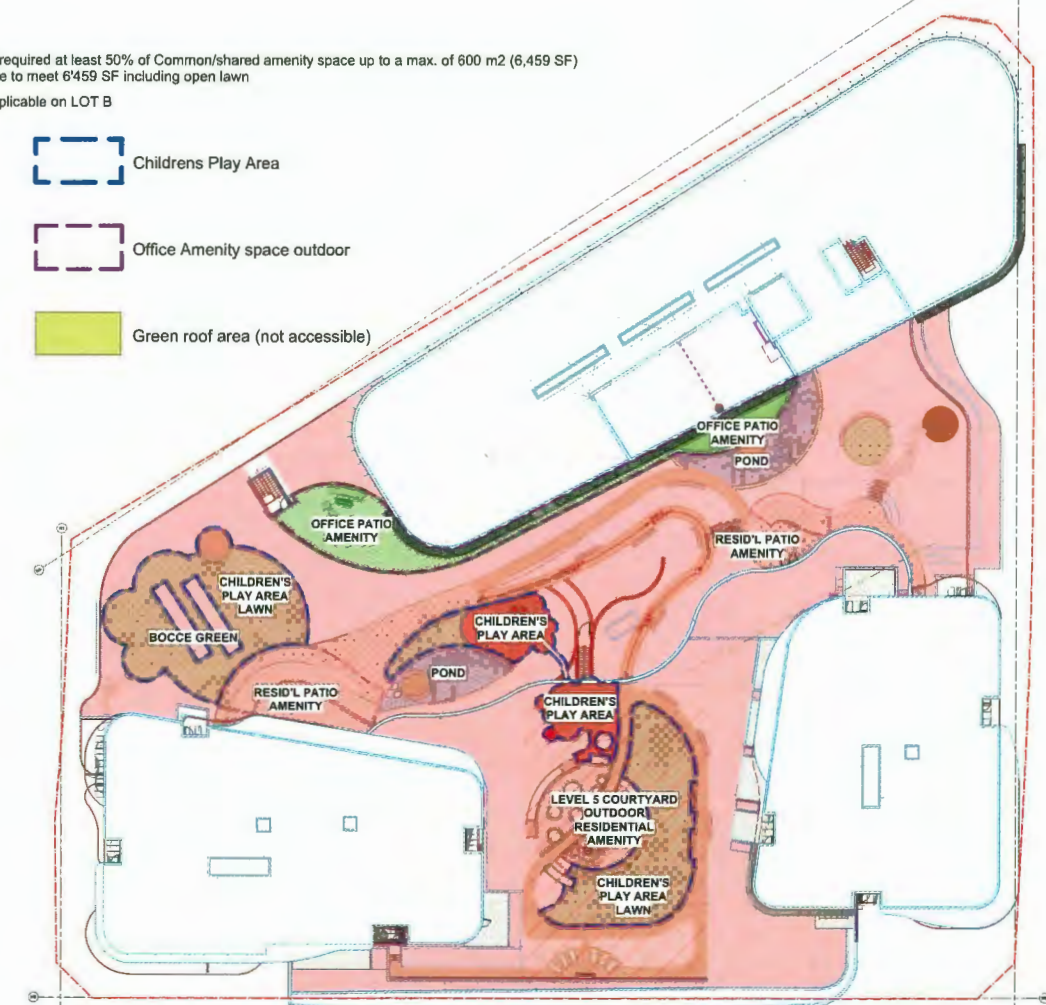 required at least 50% of Common/shared amenity space up to a max. of 600 m2 (6,459 SF)
e to meet 6'459 SF including open lawn
plicable on LOT B
Childrens Play Area
Office Amenity space outdoor
Green roof area (not accessible)
OFFICE PATIO
AMENITY
POND
OFFICE PATIO
AMENITY
RESID'L PATIO
AMENITY
CHILDREN'S
PLAY AREA
LAWN
BOCCE GREEN
CHILDREN'S
PLAY AREA
POND
RESID'L PATIO
AMENITY
CHILDREN'S
PLAY AREA
LEVEL 5 COURTYARD
OUTDOOR
RESIDENTIAL
AMENITY
CHILDREN'S
PLAY AREA
LAWN